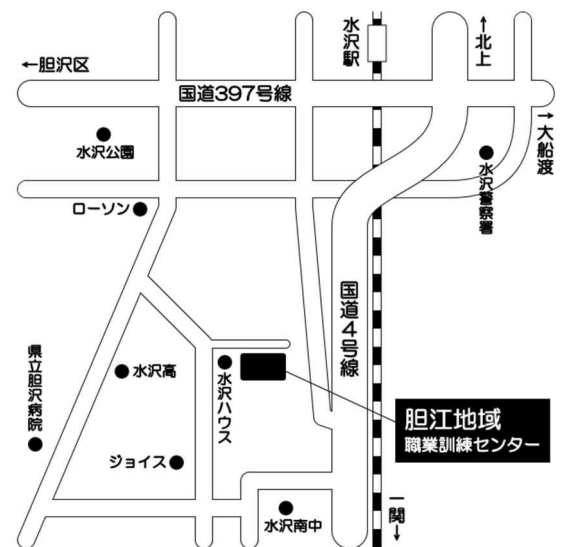 水沢駅
↑北上
←胆沢区
国道397号線
→大船渡
水沢公園
水沢警察署
ローソン
国道4号線
県立胆沢病院
水沢高
水沢ハウス
胆江地域
職業訓練センター
ジョイス
一関→
水沢南中